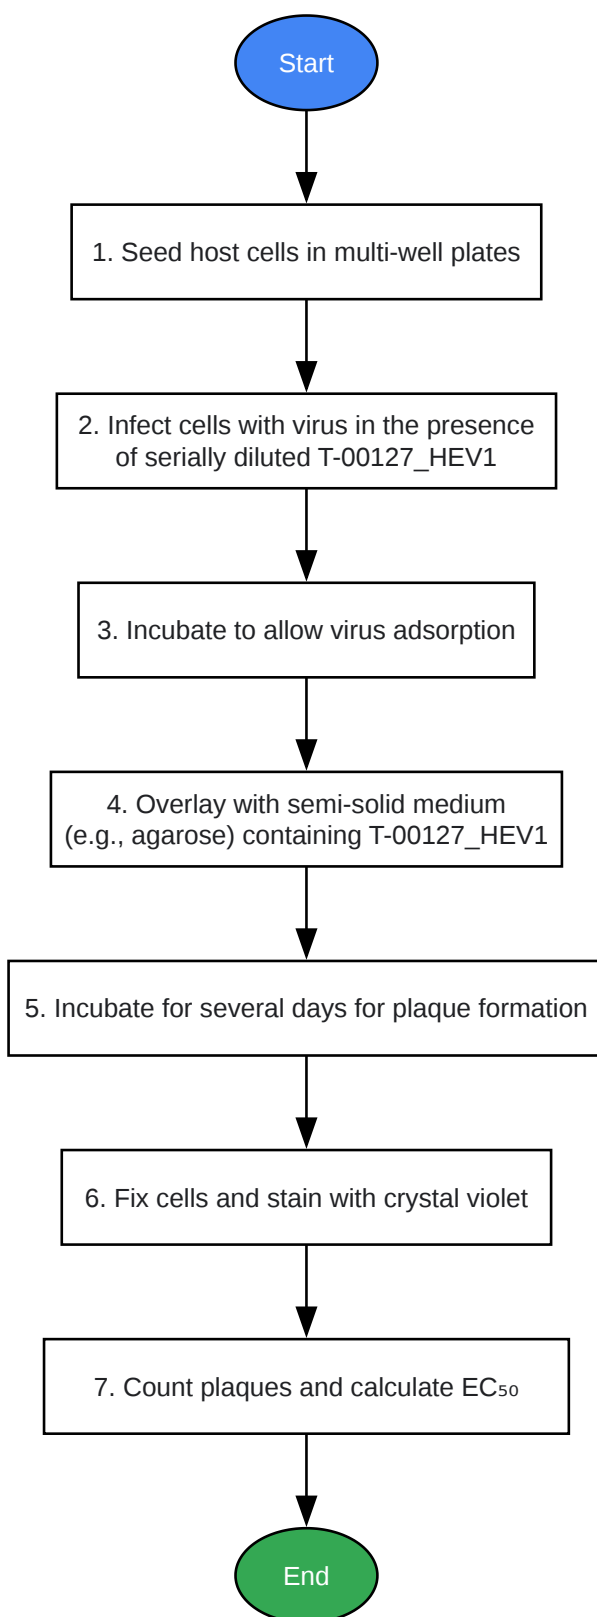 Start
1. Seed host cells in multi-well plates
2. Infect cells with virus in the presence
of serially diluted T-00127_HEV1
3. Incubate to allow virus adsorption
4. Overlay with semi-solid medium
(e.g., agarose) containing T-00127_HEV1
5. Incubate for several days for plaque formation
6. Fix cells and stain with crystal violet
7. Count plaques and calculate EC₅₀
End